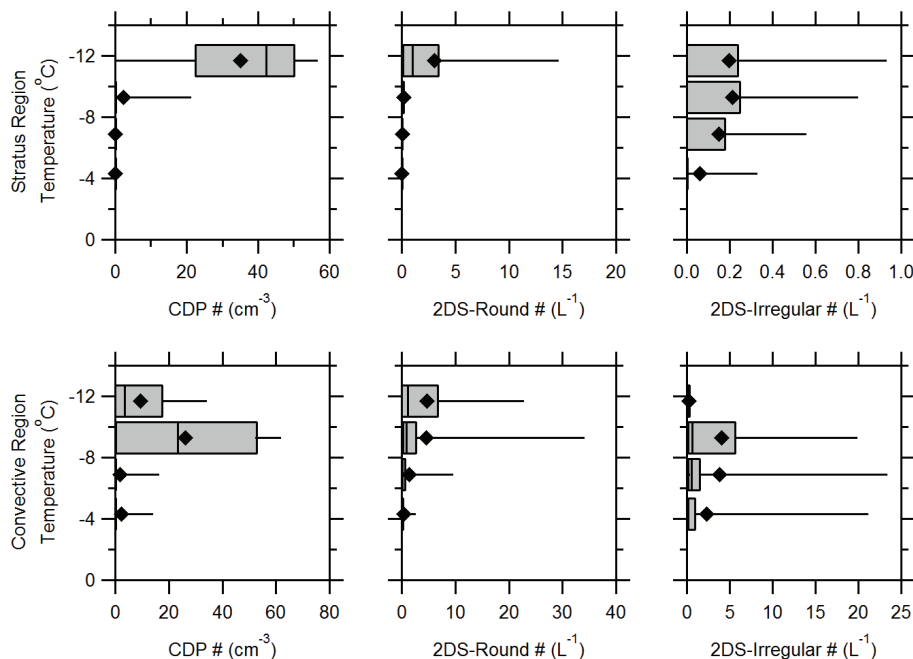 Stratus Region
Temperature (°C)
-12
-8
-4
0
0 20 40 60
CDP # (cm⁻³)
0 5 10 15 20
2DS-Round # (L⁻¹)
0.0 0.2 0.4 0.6 0.8 1.0
2DS-Irregular # (L⁻¹)
Convective Region
Temperature (°C)
-12
-8
-4
0
0 20 40 60 80
CDP # (cm⁻³)
0 10 20 30 40
2DS-Round # (L⁻¹)
0 5 10 15 20 25
2DS-Irregular # (L⁻¹)